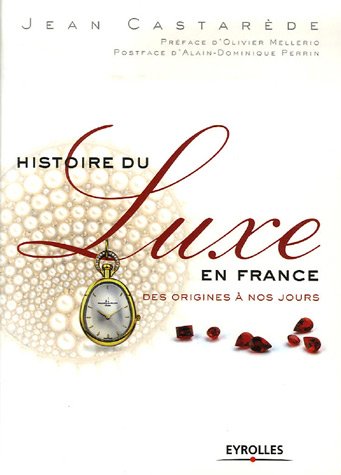 JEAN CASTARÈDE
PRÉFACE D'OLIVIER MELLERIO
POSTFACE D'ALAIN-DOMINIQUE PERRIN
HISTOIRE DU
Luxe
EN FRANCE
DES ORIGINES À NOS JOURS
EYROLLES